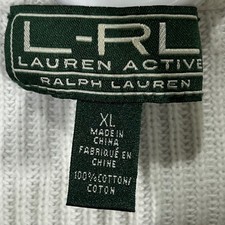 L-RL
LAUREN ACTIVE
RALPH LAUREN
XL
MADE IN
CHINA
FABRIQUÉ EN
CHINE
100% COTTON/
COTON